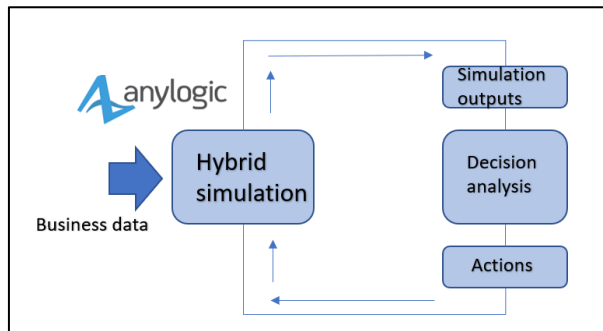 anylogic
Simulation
outputs
Hybrid
simulation
Decision
analysis
Business data
Actions